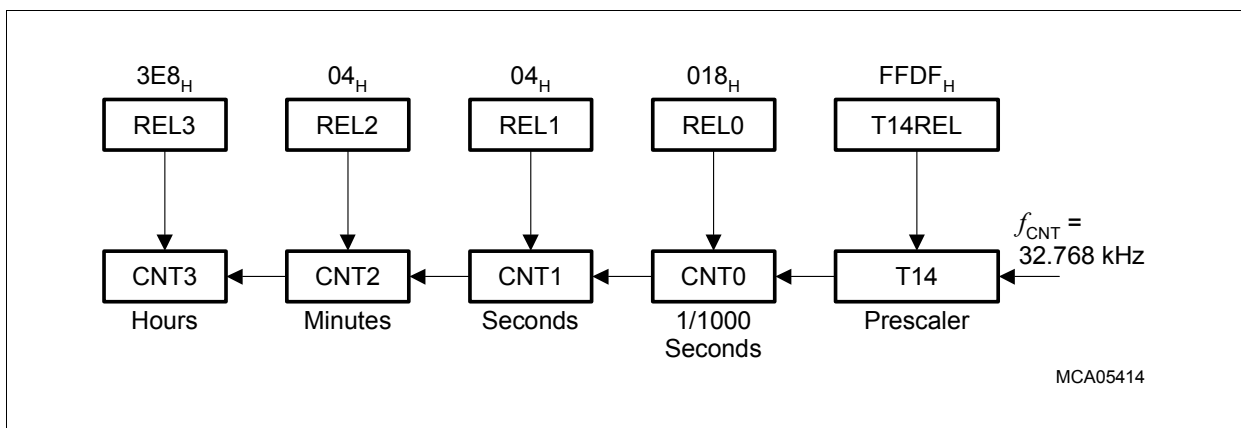 3E8H 04H 04H 018H FFDFH
REL3 REL2 REL1 REL0 T14REL
fCNT =
32.768 kHz
CNT3 CNT2 CNT1 CNT0 T14
Hours Minutes Seconds 1/1000 Prescaler
Seconds
MCA05414